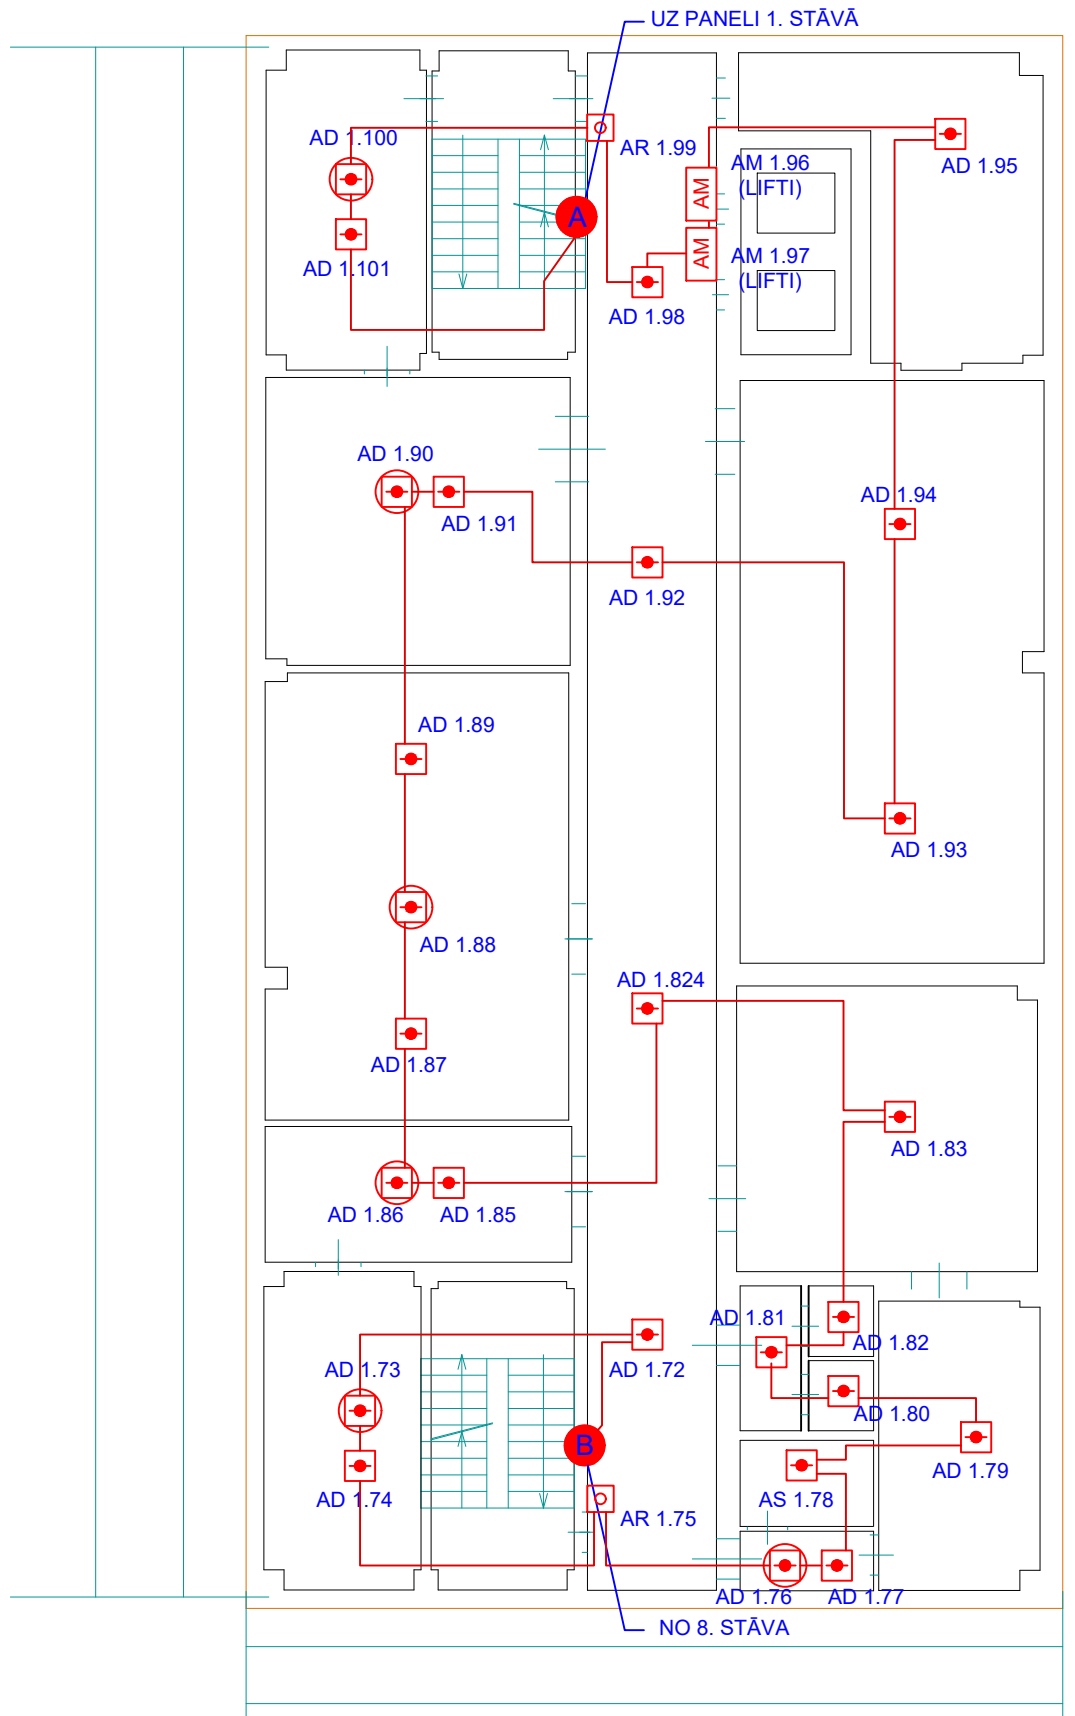 UZ PANELI 1. STĀVĀ
AD 1.100
AR 1.99
AM
AM 1.96
(LIFTI)
AD 1.95
A
AD 1.101
AM
AM 1.97
(LIFTI)
AD 1.98
AD 1.90
AD 1.91
AD 1.94
AD 1.92
AD 1.89
AD 1.93
AD 1.88
AD 1.824
AD 1.87
AD 1.83
AD 1.86
AD 1.85
AD 1.81
AD 1.82
AD 1.73
AD 1.72
AD 1.80
B
AD 1.79
AD 1.74
AS 1.78
AR 1.75
AD 1.76
AD 1.77
NO 8. STĀVA